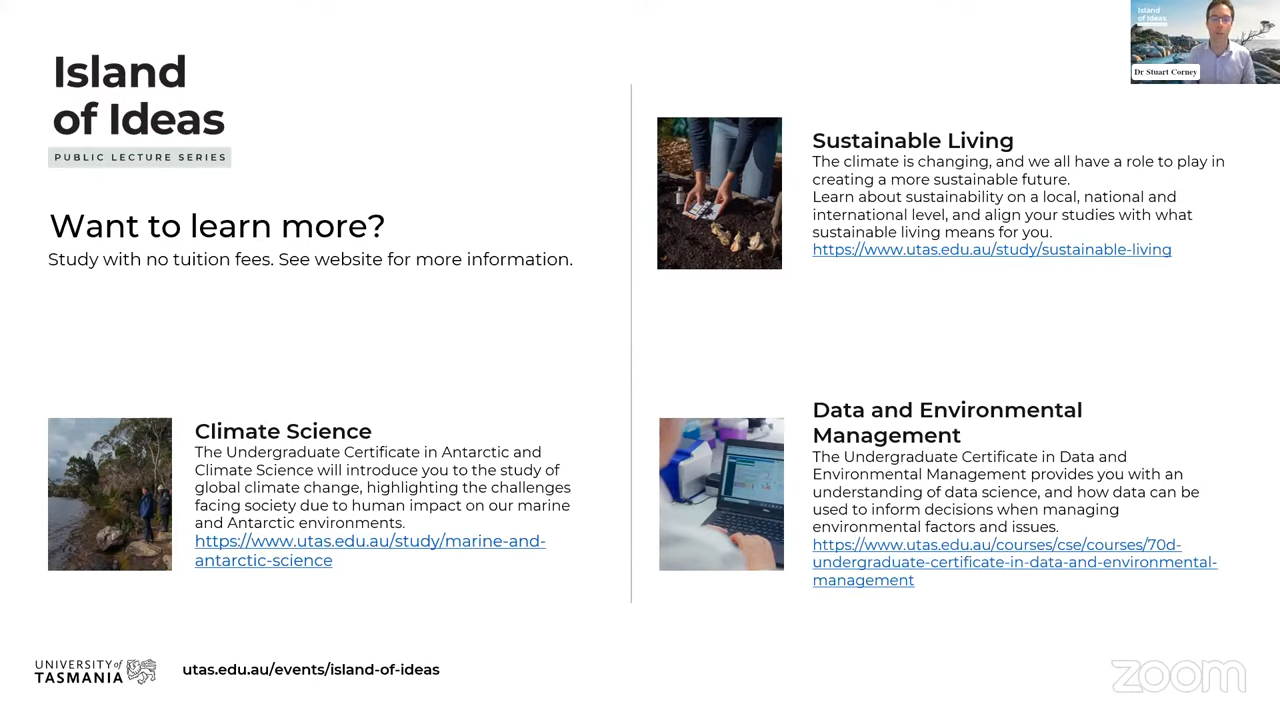 Island
of Ideas
PUBLIC LECTURE SERIES
Want to learn more?
Study with no tuition fees. See website for more information.
Climate Science
The Undergraduate Certificate in Antarctic and
Climate Science will introduce you to the study of
global climate change, highlighting the challenges
facing society due to human impact on our marine
and Antarctic environments.
https://www.utas.edu.au/study/marine-and-
antarctic-science
Island
of Ideas
Dr Stuart Corney
Sustainable Living
The climate is changing, and we all have a role to play in
creating a more sustainable future.
Learn about sustainability on a local, national and
international level, and align your studies with what
sustainable living means for you.
https://www.utas.edu.au/study/sustainable-living
Data and Environmental
Management
The Undergraduate Certificate in Data and
Environmental Management provides you with an
understanding of data science, and how data can be
used to inform decisions when managing
environmental factors and issues.
https://www.utas.edu.au/courses/cse/courses/70d-
undergraduate-certificate-in-data-and-environmental-
management
UNIVERSITY of
TASMANIA
utas.edu.au/events/island-of-ideas
zoom